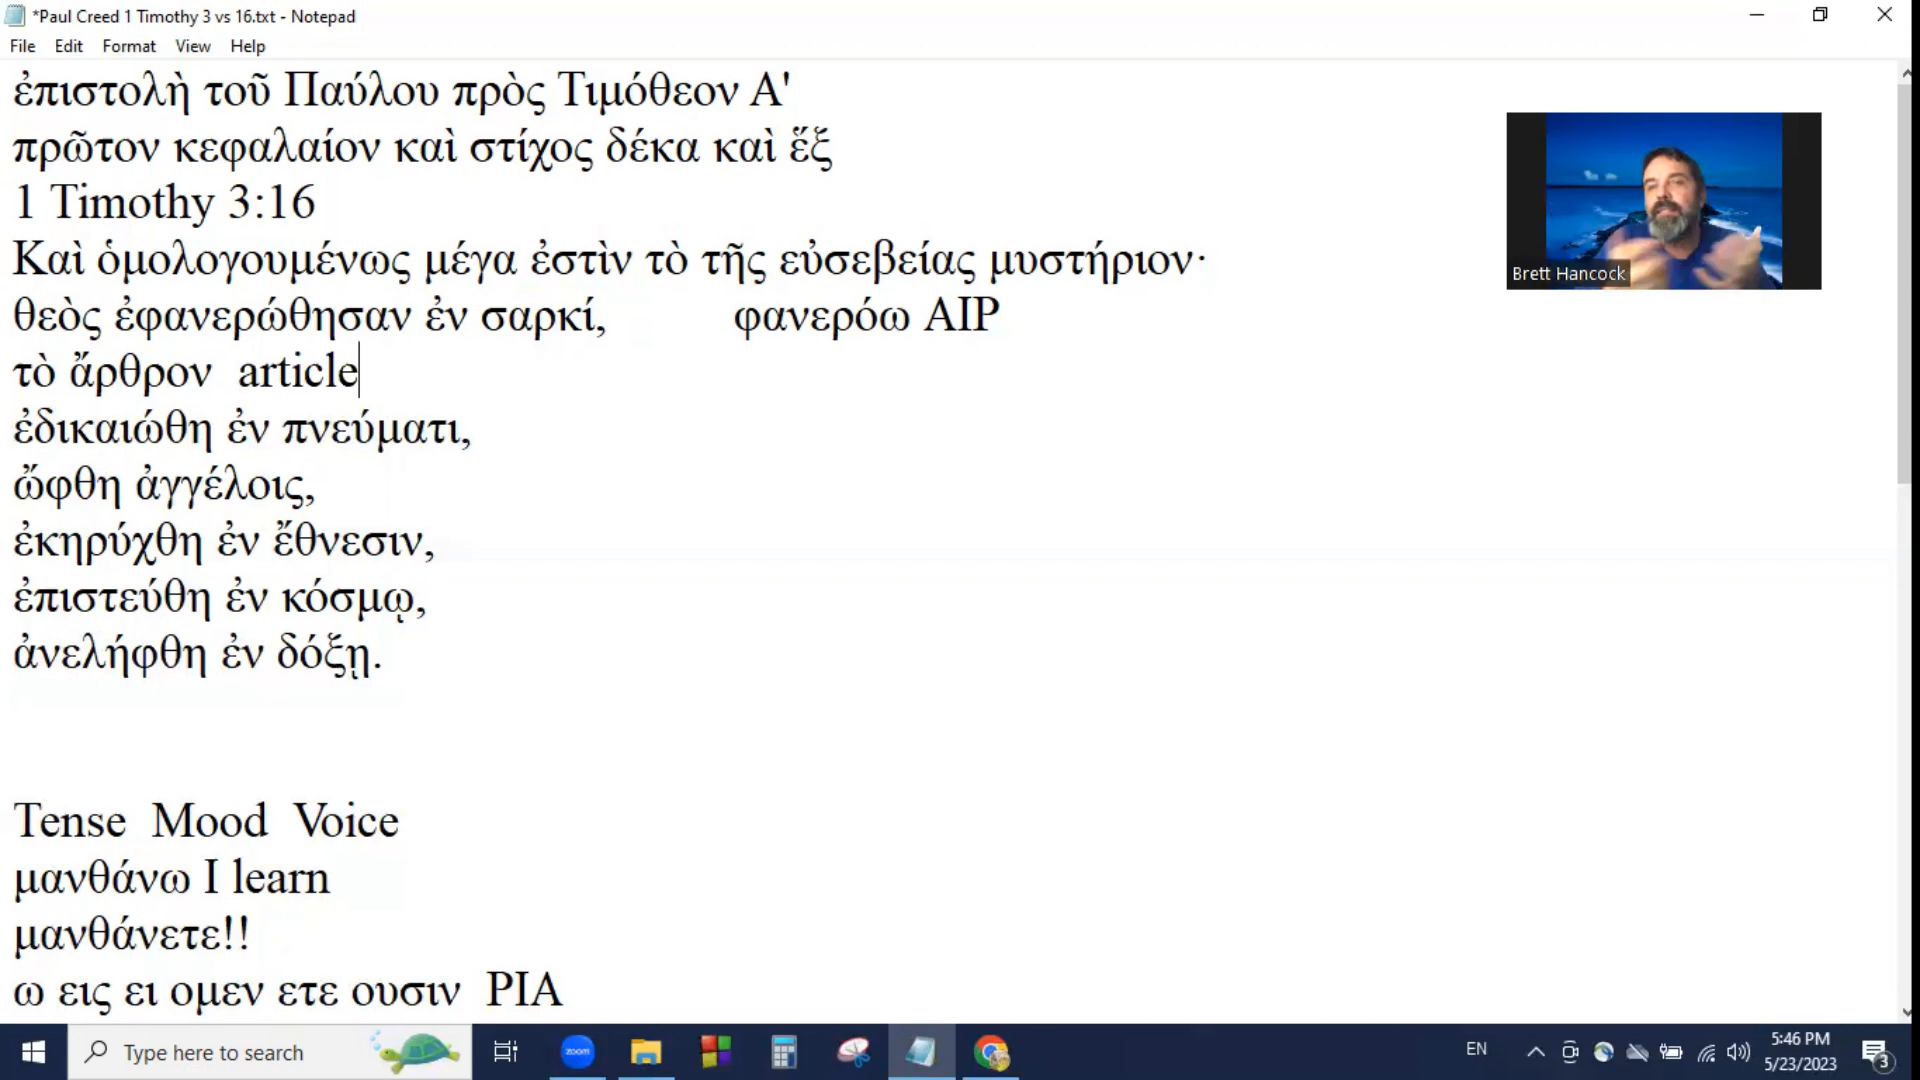 *Paul Creed 1 Timothy 3 vs 16.txt - Notepad
File Edit Format View Help
ἐπιστολὴ τοῦ Παύλου πρὸς Τιμόθεον Α'
πρῶτον κεφαλαίον καὶ στίχος δέκα καὶ ἕξ
1 Timothy 3:16
Καὶ ὁμολογουμένως μέγα ἐστὶν τὸ τῆς εὐσεβείας μυστήριον·
θεὸς ἐφανερώθησαν ἐν σαρκί, φανερόω AIP
τὸ ἄρθρον article
ἐδικαιώθη ἐν πνεύματι,
ὤφθη ἀγγέλοις,
ἐκηρύχθη ἐν ἔθνεσιν,
ἐπιστεύθη ἐν κόσμῳ,
ἀνελήφθη ἐν δόξῃ.
Tense Mood Voice
μανθάνω I learn
μανθάνετε!!
ω εις ει ομεν ετε ουσιν PIA
Brett Hancock
Type here to search
zoom
EN
5:46 PM
5/23/2023
3